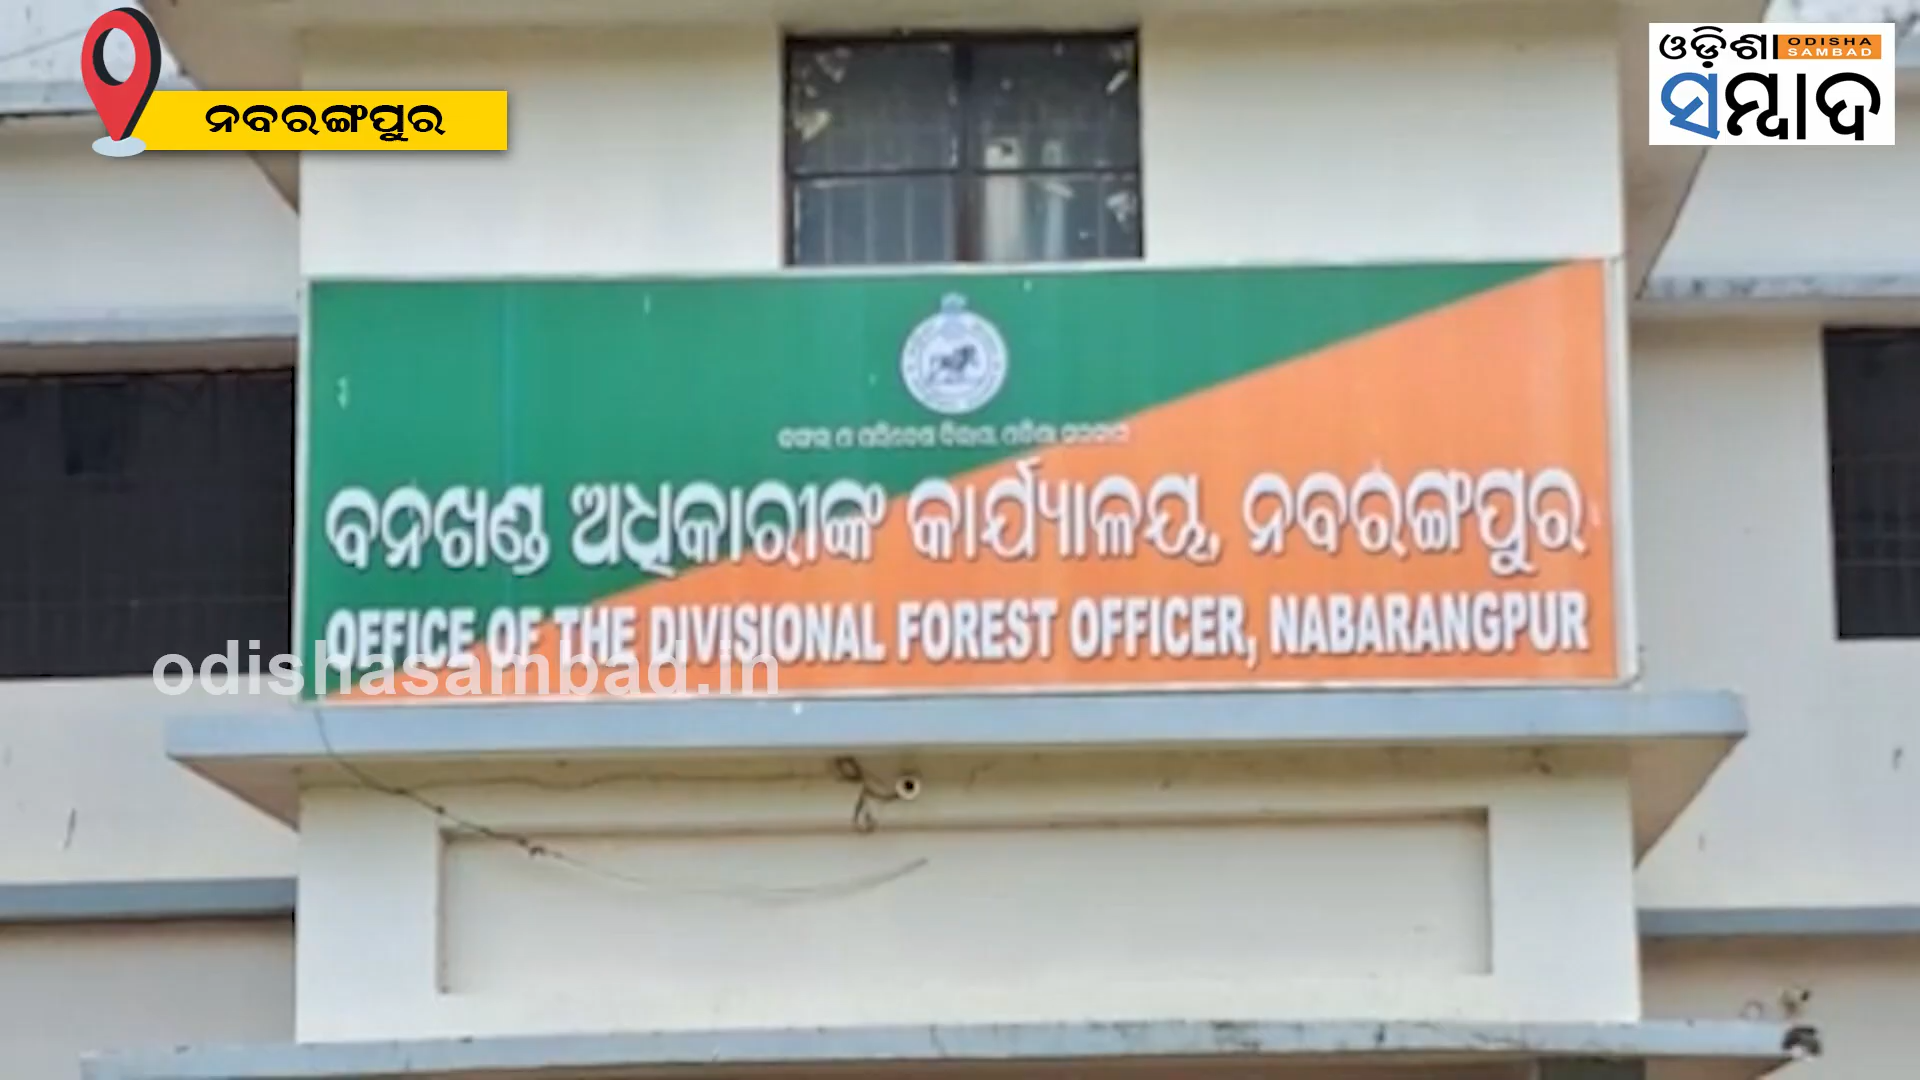 ନବରଙ୍ଗପୁର
ଓଡ଼ିଶା ODISHA SAMBAD
ସମ୍ବାଦ
ବନଖଣ୍ଡ ଅଧିକାରୀଙ୍କ କାର୍ଯ୍ୟାଳୟ, ନବରଙ୍ଗପୁର
OFFICE OF THE DIVISIONAL FOREST OFFICER, NABARANGPUR
odishasambad.in